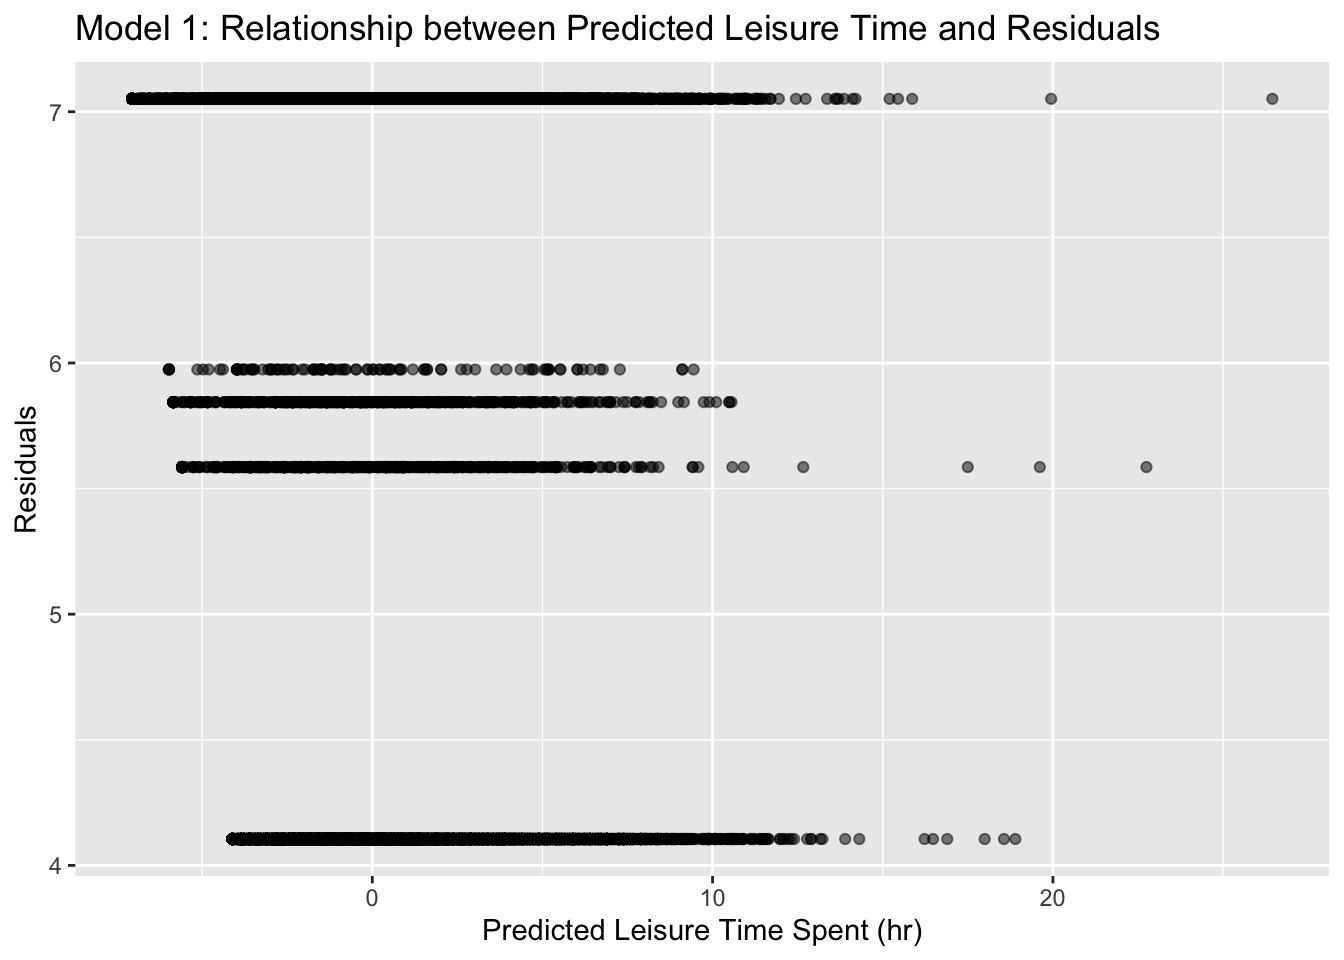 Model 1: Relationship between Predicted Leisure Time and Residuals
7
6
5
4
Residuals
0 10 20
Predicted Leisure Time Spent (hr)